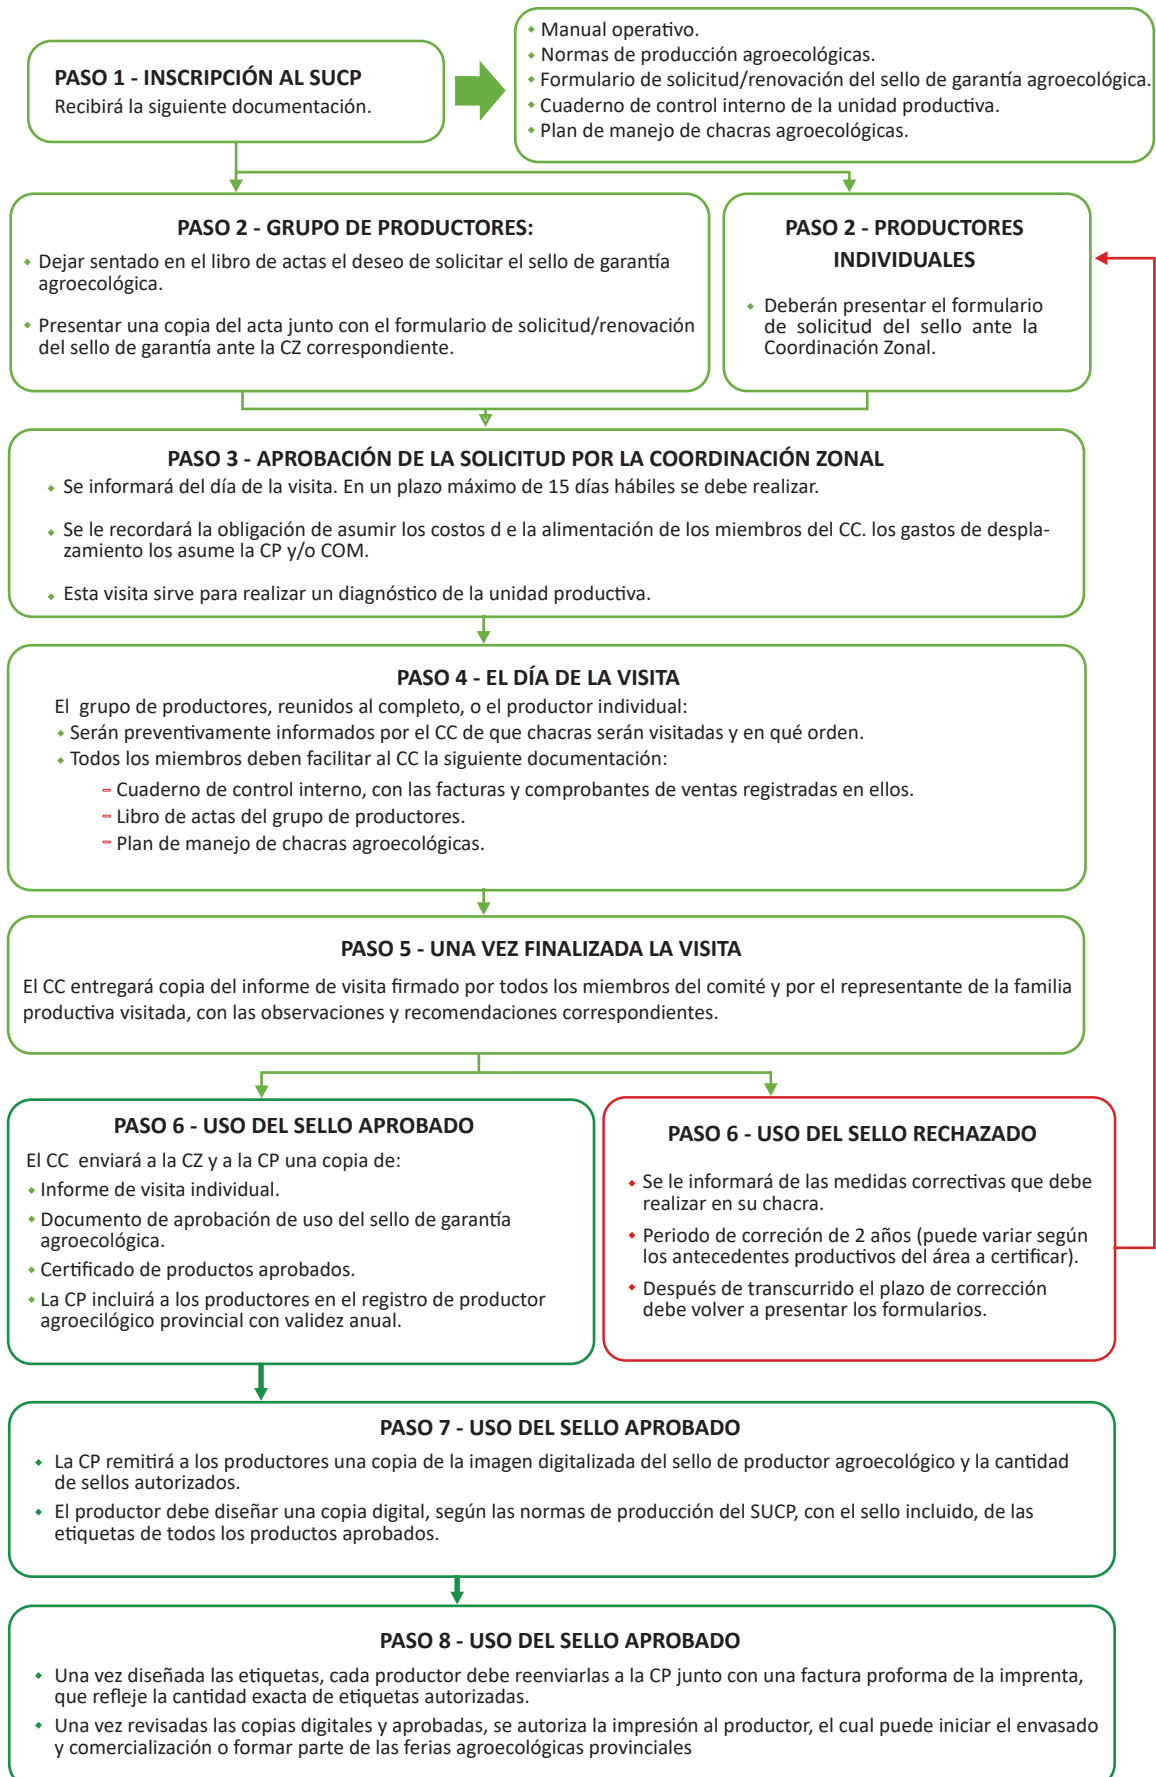 PASO 1 - INSCRIPCIÓN AL SUCP
Recibirá la siguiente documentación.
Manual operativo.
Normas de producción agroecológicas.
Formulario de solicitud/renovación del sello de garantía agroecológica.
Cuaderno de control interno de la unidad productiva.
Plan de manejo de chacras agroecológicas.
PASO 2 - GRUPO DE PRODUCTORES:
Dejar sentado en el libro de actas el deseo de solicitar el sello de garantía
agroecológica.
Presentar una copia del acta junto con el formulario de solicitud/renovación
del sello de garantía ante la CZ correspondiente.
PASO 2 - PRODUCTORES
INDIVIDUALES
Deberán presentar el formulario
de solicitud del sello ante la
Coordinación Zonal.
PASO 3 - APROBACIÓN DE LA SOLICITUD POR LA COORDINACIÓN ZONAL
Se informará del día de la visita. En un plazo máximo de 15 días hábiles se debe realizar.
Se le recordará la obligación de asumir los costos d e la alimentación de los miembros del CC. los gastos de despla-
zamiento los asume la CP y/o COM.
Esta visita sirve para realizar un diagnóstico de la unidad productiva.
PASO 4 - EL DÍA DE LA VISITA
El grupo de productores, reunidos al completo, o el productor individual:
Serán preventivamente informados por el CC de que chacras serán visitadas y en qué orden.
Todos los miembros deben facilitar al CC la siguiente documentación:
– Cuaderno de control interno, con las facturas y comprobantes de ventas registradas en ellos.
– Libro de actas del grupo de productores.
– Plan de manejo de chacras agroecológicas.
PASO 5 - UNA VEZ FINALIZADA LA VISITA
El CC entregará copia del informe de visita firmado por todos los miembros del comité y por el representante de la familia
productiva visitada, con las observaciones y recomendaciones correspondientes.
PASO 6 - USO DEL SELLO APROBADO
El CC enviará a la CZ y a la CP una copia de:
Informe de visita individual.
Documento de aprobación de uso del sello de garantía
agroecológica.
Certificado de productos aprobados.
La CP incluirá a los productores en el registro de productor
agroecilógico provincial con validez anual.
PASO 6 - USO DEL SELLO RECHAZADO
Se le informará de las medidas correctivas que debe
realizar en su chacra.
Periodo de correción de 2 años (puede variar según
los antecedentes productivos del área a certificar).
Después de transcurrido el plazo de corrección
debe volver a presentar los formularios.
PASO 7 - USO DEL SELLO APROBADO
La CP remitirá a los productores una copia de la imagen digitalizada del sello de productor agroecológico y la cantidad
de sellos autorizados.
El productor debe diseñar una copia digital, según las normas de producción del SUCP, con el sello incluido, de las
etiquetas de todos los productos aprobados.
PASO 8 - USO DEL SELLO APROBADO
Una vez diseñada las etiquetas, cada productor debe reenviarlas a la CP junto con una factura proforma de la imprenta,
que refleje la cantidad exacta de etiquetas autorizadas.
Una vez revisadas las copias digitales y aprobadas, se autoriza la impresión al productor, el cual puede iniciar el envasado
y comercialización o formar parte de las ferias agroecológicas provinciales